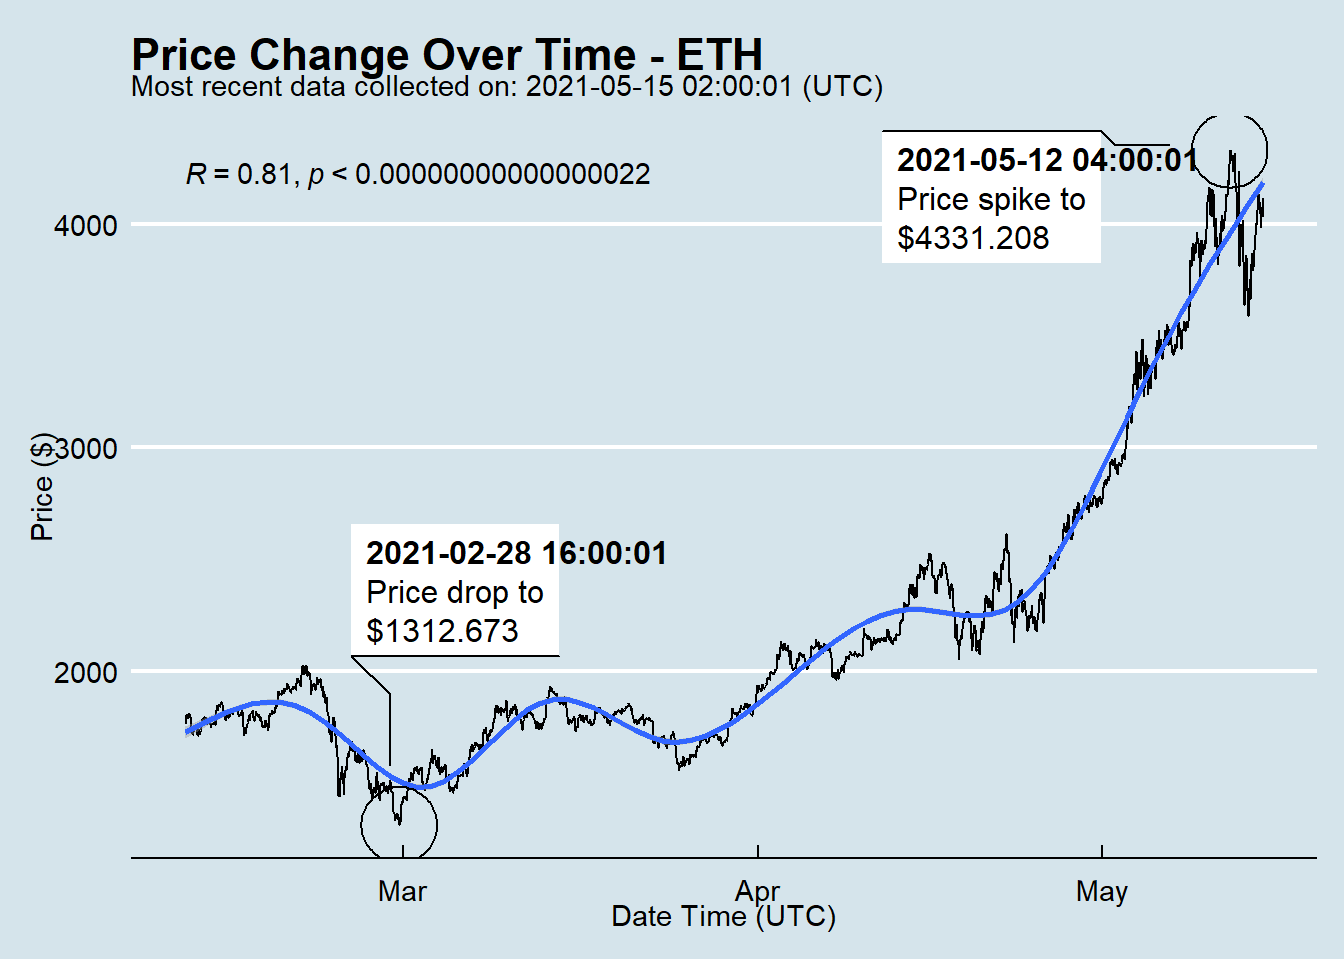 Price Change Over Time - ETH
Most recent data collected on: 2021-05-15 02:00:01 (UTC)
R = 0.81, p < 0.00000000000000022
2021-05-12 04:00:01
Price spike to
$4331.208
4000
3000
2000
Price ($)
2021-02-28 16:00:01
Price drop to
$1312.673
Mar
Apr
May
Date Time (UTC)